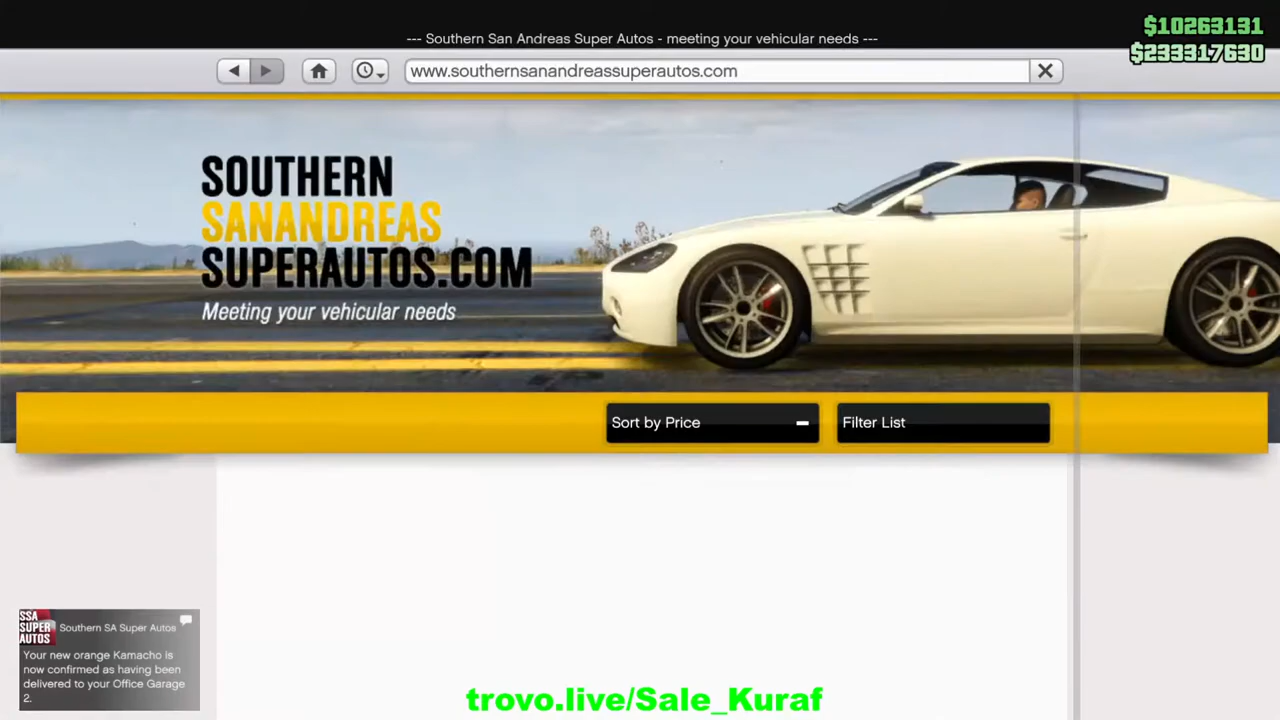 --- Southern San Andreas Super Autos - meeting your vehicular needs ---
$10263131
$233317630
www.southernsanandreassuperautos.com
SOUTHERN
SANANDREAS
SUPERAUTOS.COM
Meeting your vehicular needs
Sort by Price
Filter List
SSA
SUPER
AUTOS
Southern SA Super Autos
Your new orange Kamacho is
now confirmed as having been
delivered to your Office Garage
2.
trovo.live/Sale_Kuraf